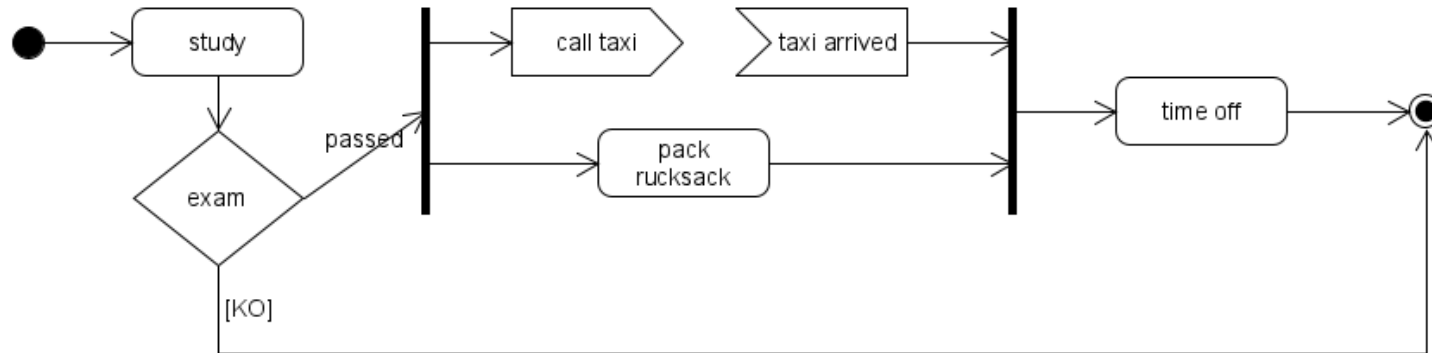 study
call taxi
taxi arrived
time off
passed
pack
rucksack
exam
[KO]